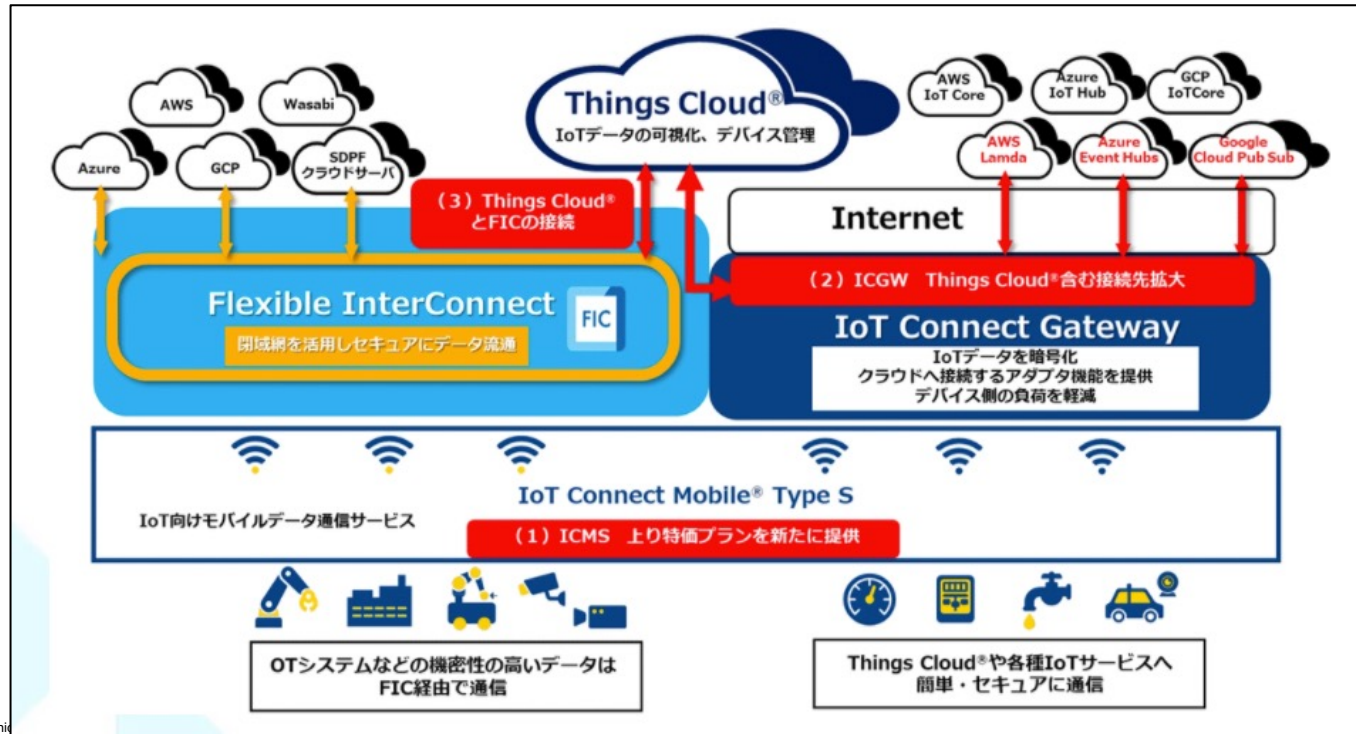 Things Cloud®
IoTデータの可視化、デバイス管理
AWS
Wasabi
Azure
GCP
SDPF
クラウドサーバ
AWS
IoT Core
Azure
IoT Hub
GCP
IoTCore
AWS
Lamda
Azure
Event Hubs
Google
Cloud Pub Sub
(3)Things Cloud®
とFICの接続
Internet
(2)ICGW Things Cloud®含む接続先拡大
Flexible InterConnect
閉域網を活用しセキュアにデータ流通
FIC
IoT Connect Gateway
IoTデータを暗号化
クラウドへ接続するアダプタ機能を提供
デバイス側の負荷を軽減
IoT Connect Mobile® Type S
IoT向けモバイルデータ通信サービス
(1)ICMS 上り特価プランを新たに提供
OTシステムなどの機密性の高いデータは
FIC経由で通信
Things Cloud®や各種IoTサービスへ
簡単・セキュアに通信